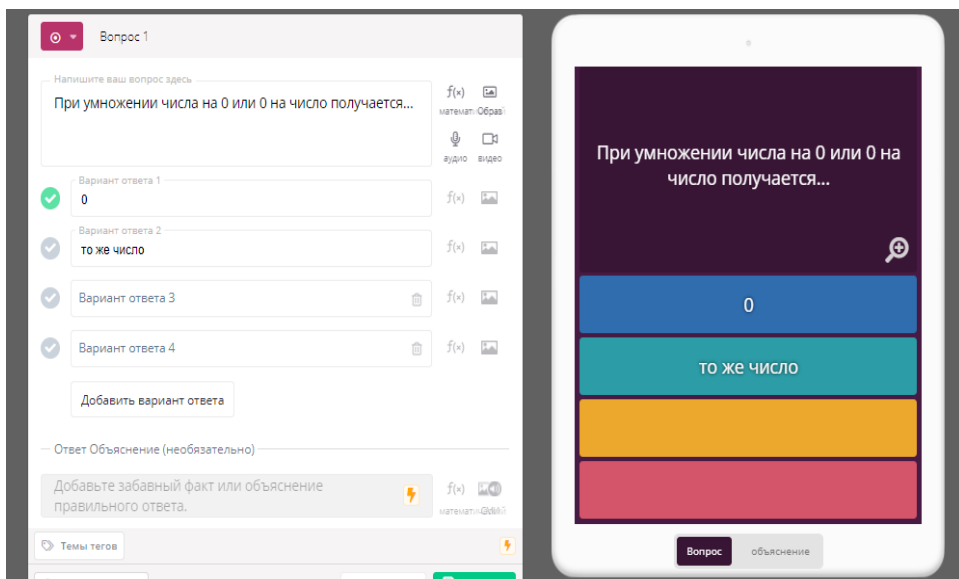 Вопрос 1
Напишите ваш вопрос здесь
При умножении числа на 0 или 0 на число получается...
f(x)
аудио видео
Вариант ответа 1
0
f(x)
Вариант ответа 2
то же число
f(x)
Вариант ответа 3
f(x)
Вариант ответа 4
f(x)
Добавить вариант ответа
Ответ Объяснение (необязательно)
Добавьте забавный факт или объяснение
правильного ответа.
f(x)
Темы тегов
При умножении числа на 0 или 0 на
число получается...
0
то же число
Вопрос объяснение